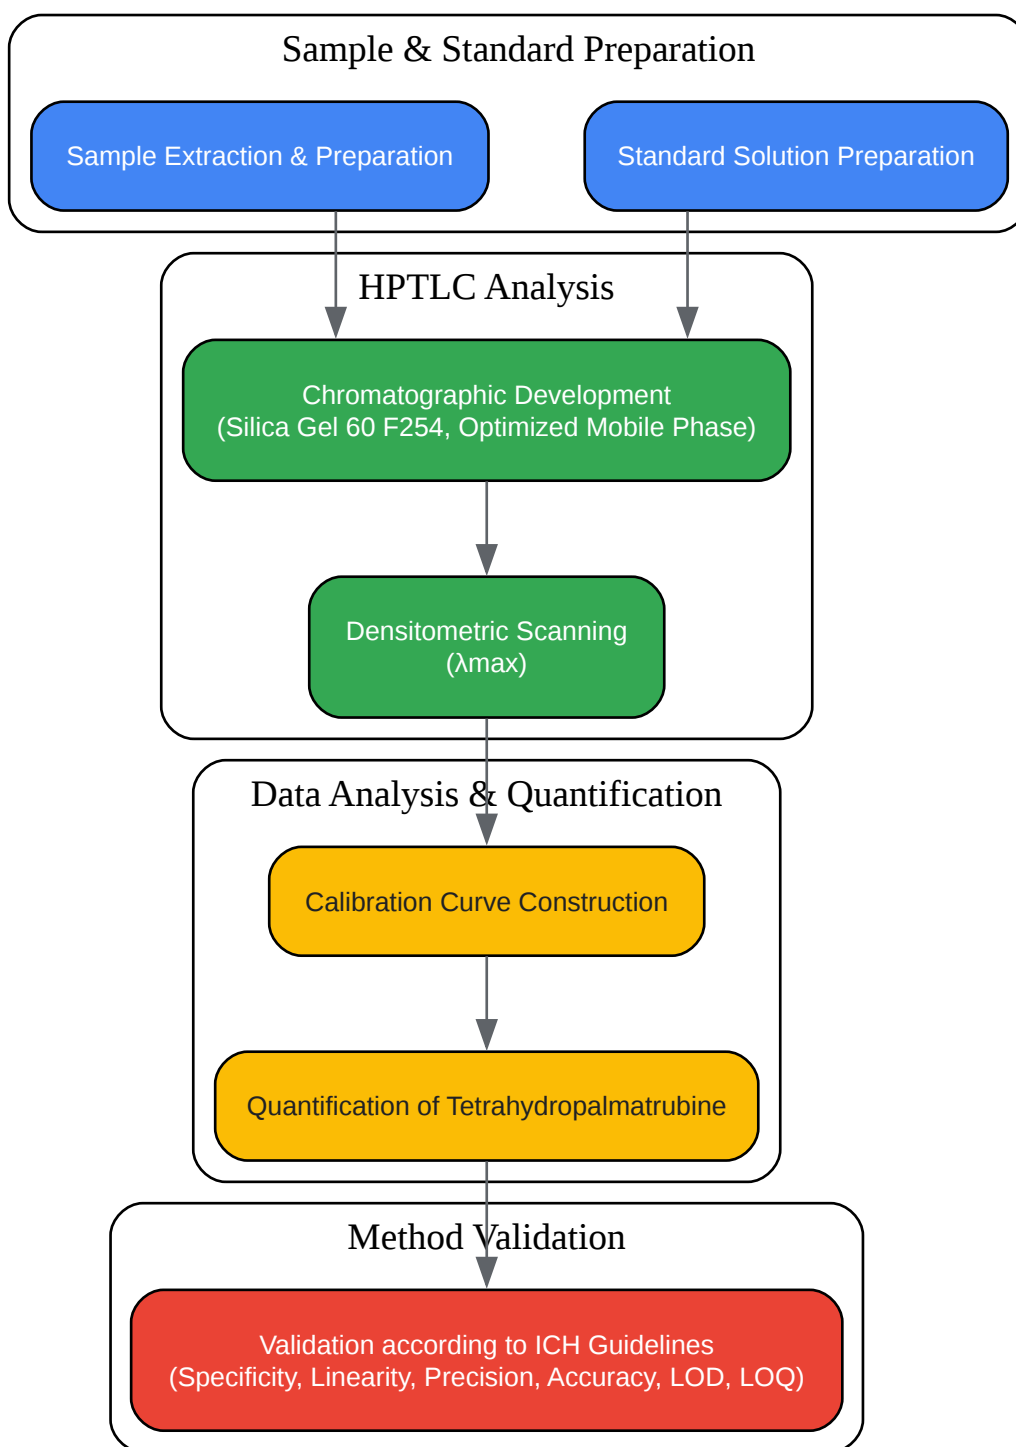 Sample & Standard Preparation
Sample Extraction & Preparation
Standard Solution Preparation
HPTLC Analysis
Chromatographic Development
(Silica Gel 60 F254, Optimized Mobile Phase)
Densitometric Scanning
(λmax)
Data Analysis & Quantification
Calibration Curve Construction
Quantification of Tetrahydropalmatrubine
Method Validation
Validation according to ICH Guidelines
(Specificity, Linearity, Precision, Accuracy, LOD, LOQ)